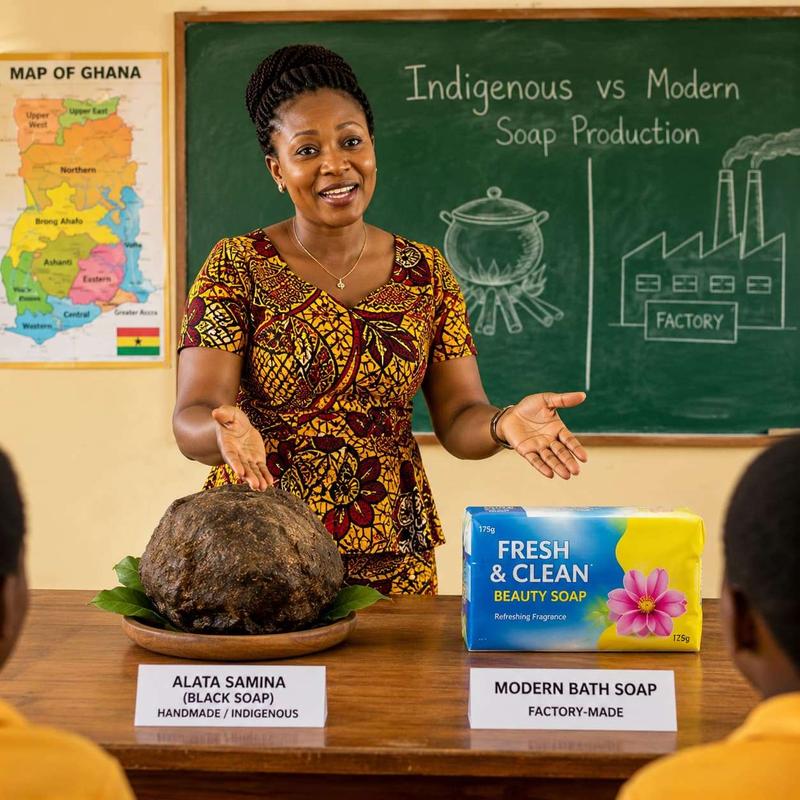 MAP OF GHANA
Upper
West
Upper East
Northern
Brong Ahafo
Ashanti
Eastern
Central
Western
Greater Accra
Indigenous vs Modern
Soap Production
FACTORY
175g
FRESH
& CLEAN
BEAUTY SOAP
Refreshing Fragrance
175g
ALATA SAMINA
(BLACK SOAP)
HANDMADE / INDIGENOUS
MODERN BATH SOAP
FACTORY-MADE